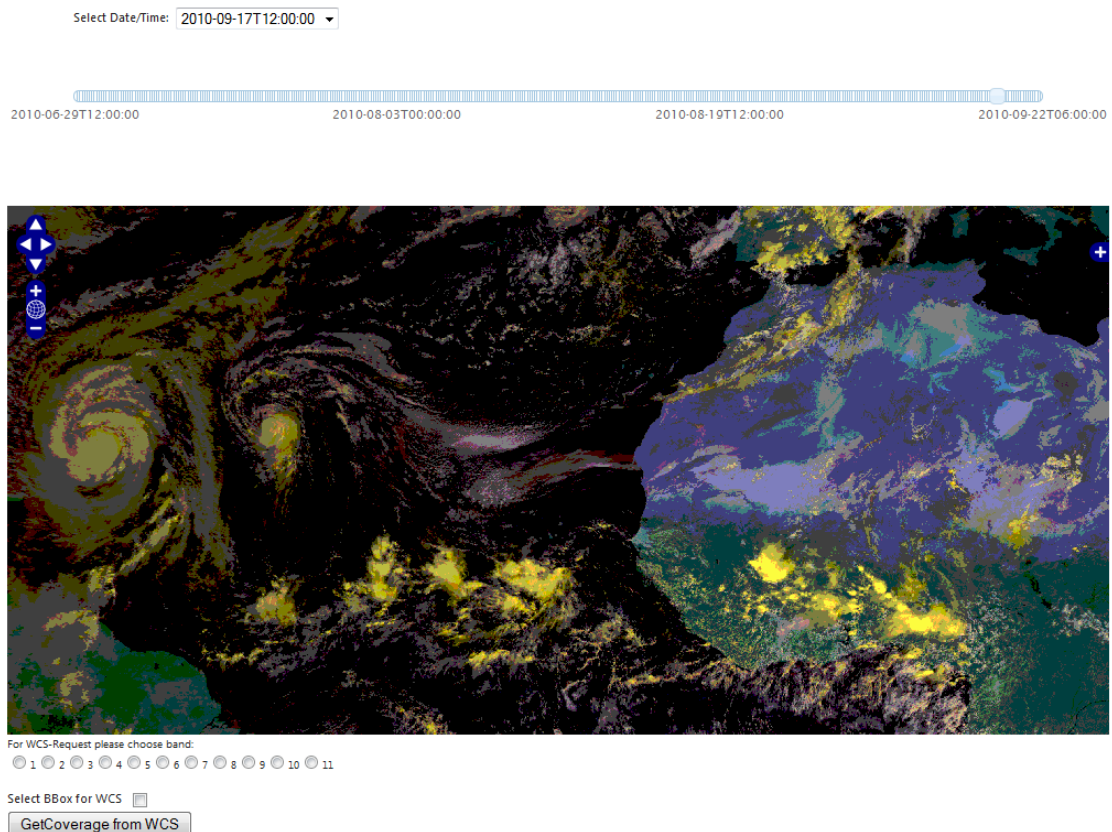 Select Date/Time: 2010-09-17T12:00:00
2010-06-29T12:00:00 2010-08-03T00:00:00 2010-08-19T12:00:00 2010-09-22T06:00:00
For WCS-Request please choose band:
1 2 3 4 5 6 7 8 9 10 11
Select BBox for WCS
GetCoverage from WCS